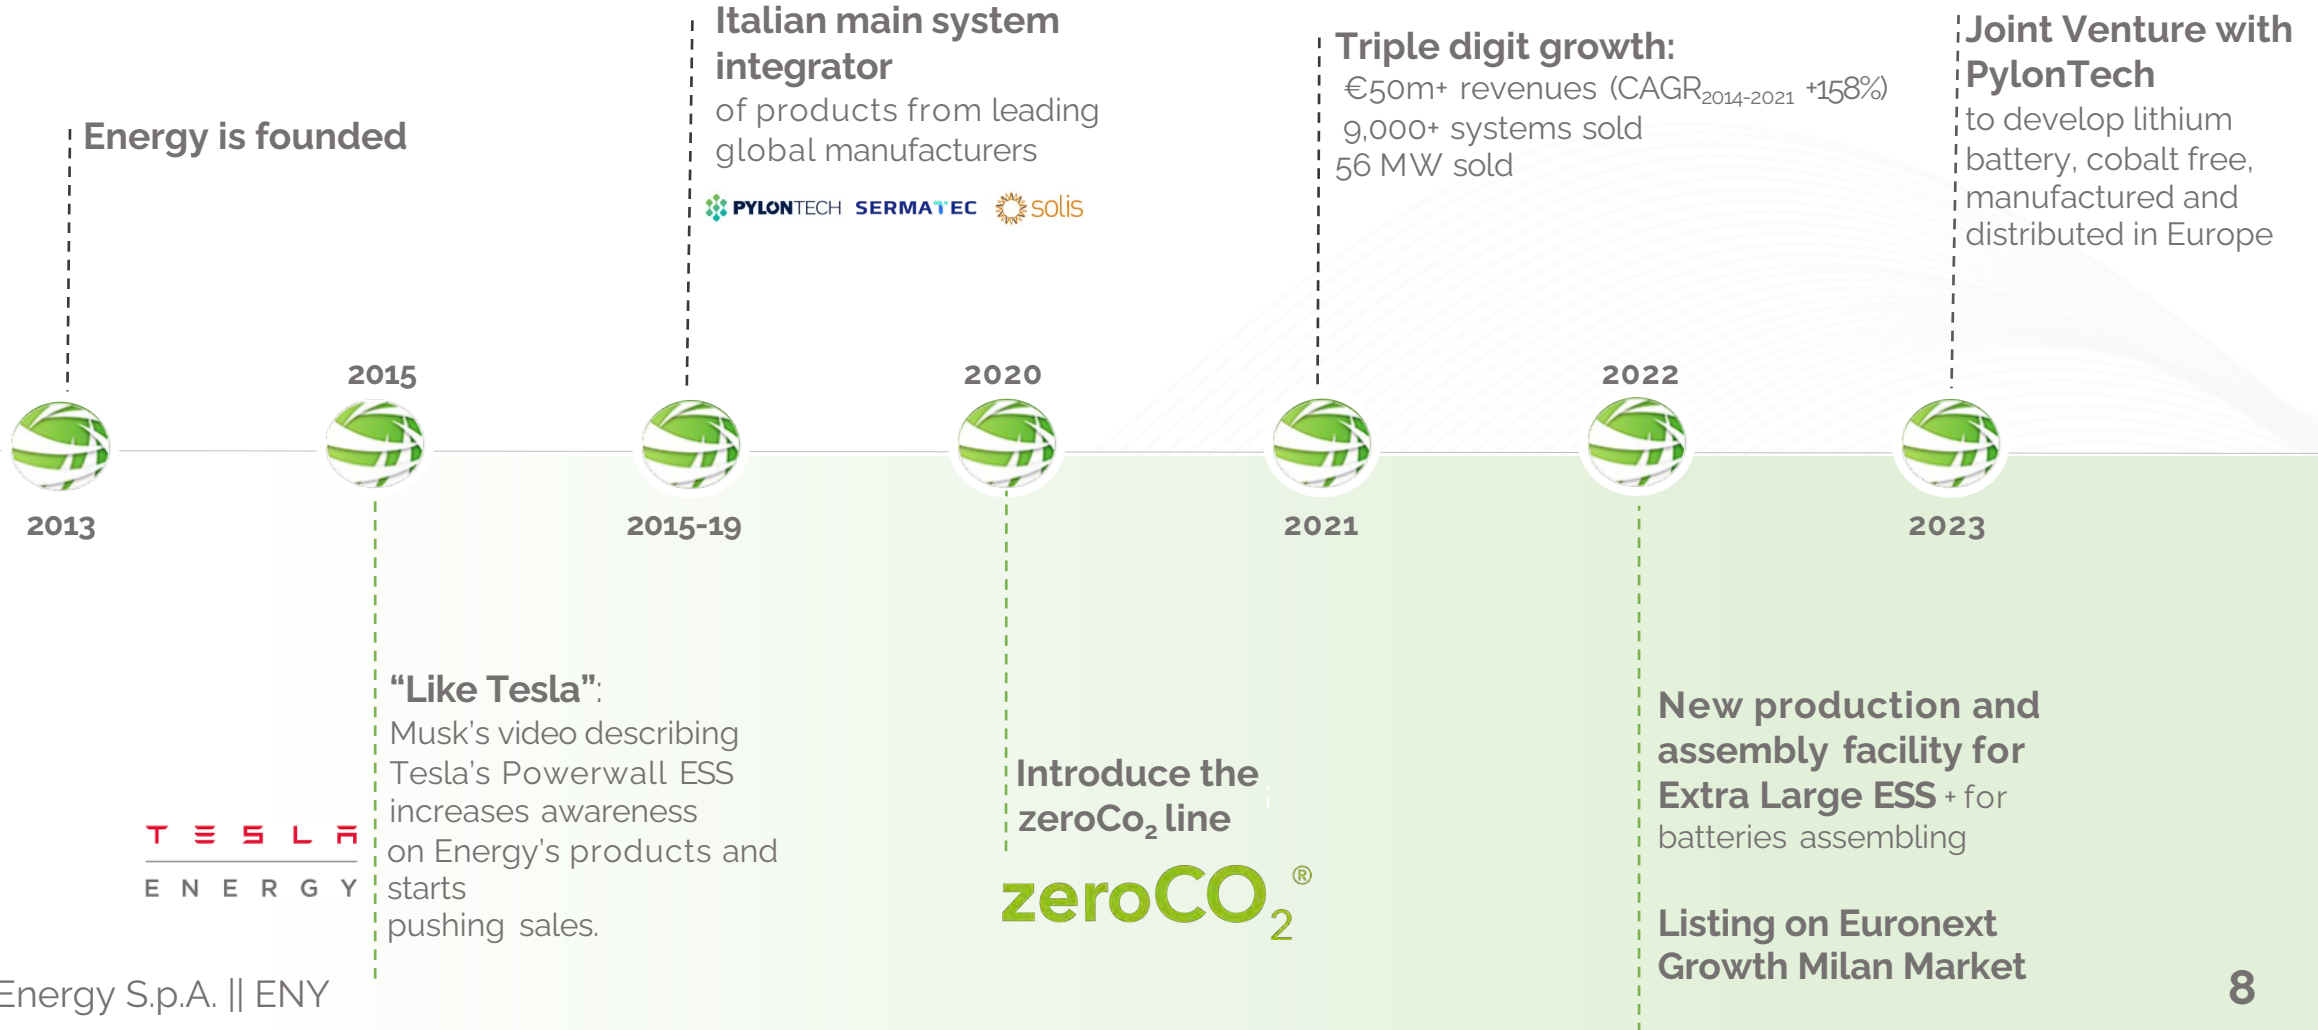 Energy is founded
2013
2015
“Like Tesla”:
Musk’s video describing
Tesla’s Powerwall ESS
increases awareness
on Energy’s products and
starts
pushing sales.
TESLA
ENERGY
Italian main system
integrator
of products from leading
global manufacturers
PYLONTECH SERMATEC solis
2015-19
2020
Introduce the
zeroCo₂ line
zeroCO₂®
Triple digit growth:
€50m+ revenues (CAGR₂₀₁₄₋₂₀₂₁ +158%)
9,000+ systems sold
56 MW sold
2021
2022
New production and
assembly facility for
Extra Large ESS + for
batteries assembling
Listing on Euronext
Growth Milan Market
Joint Venture with
PylonTech
to develop lithium
battery, cobalt free,
manufactured and
distributed in Europe
2023
Energy S.p.A. || ENY
8